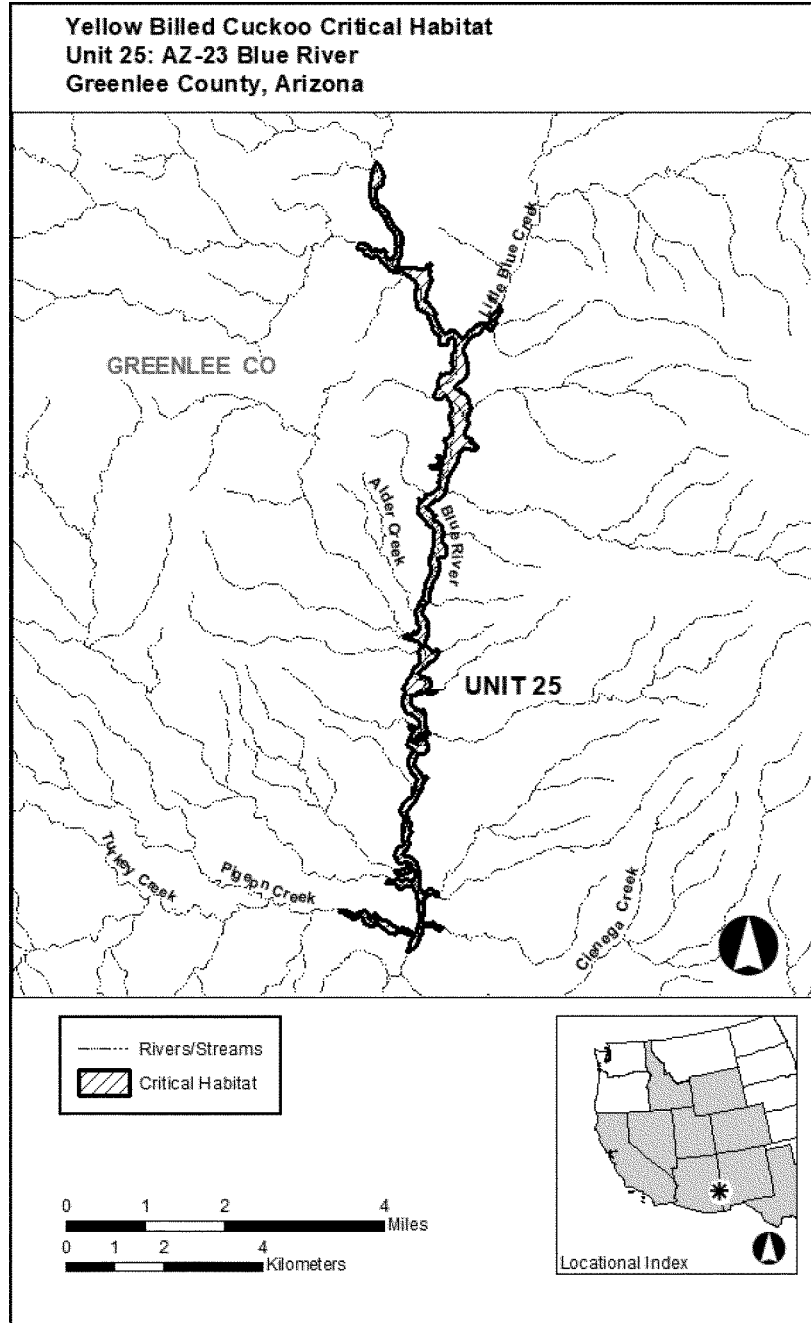 Yellow Billed Cuckoo Critical Habitat
Unit 25: AZ-23 Blue River
Greenlee County, Arizona
Little Blue Creek
GREENLEE CO
Alder Creek
Blue River
UNIT 25
Turkey Creek
Pigeon Creek
Cienega Creek
Rivers/Streams
Critical Habitat
0 1 2 4
Miles
0 1 2 4
Kilometers
Locational Index